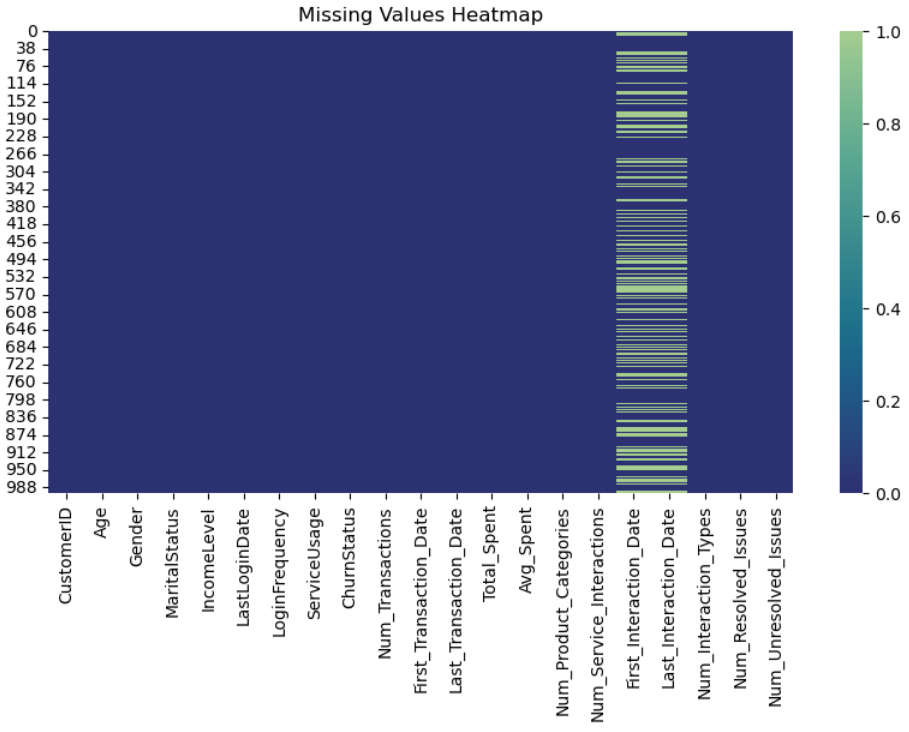 Missing Values Heatmap
0
38
76
114
152
190
228
266
304
342
380
418
456
494
532
570
608
646
684
722
760
798
836
874
912
950
988
1.0
0.8
0.6
0.4
0.2
0.0
CustomerID
Age
Gender
MaritalStatus
IncomeLevel
LastLoginDate
LoginFrequency
ServiceUsage
ChurnStatus
Num_Transactions
First_Transaction_Date
Last_Transaction_Date
Total_Spent
Avg_Spent
Num_Product_Categories
Num_Service_Interactions
First_Interaction_Date
Last_Interaction_Date
Num_Interaction_Types
Num_Resolved_Issues
Num_Unresolved_Issues